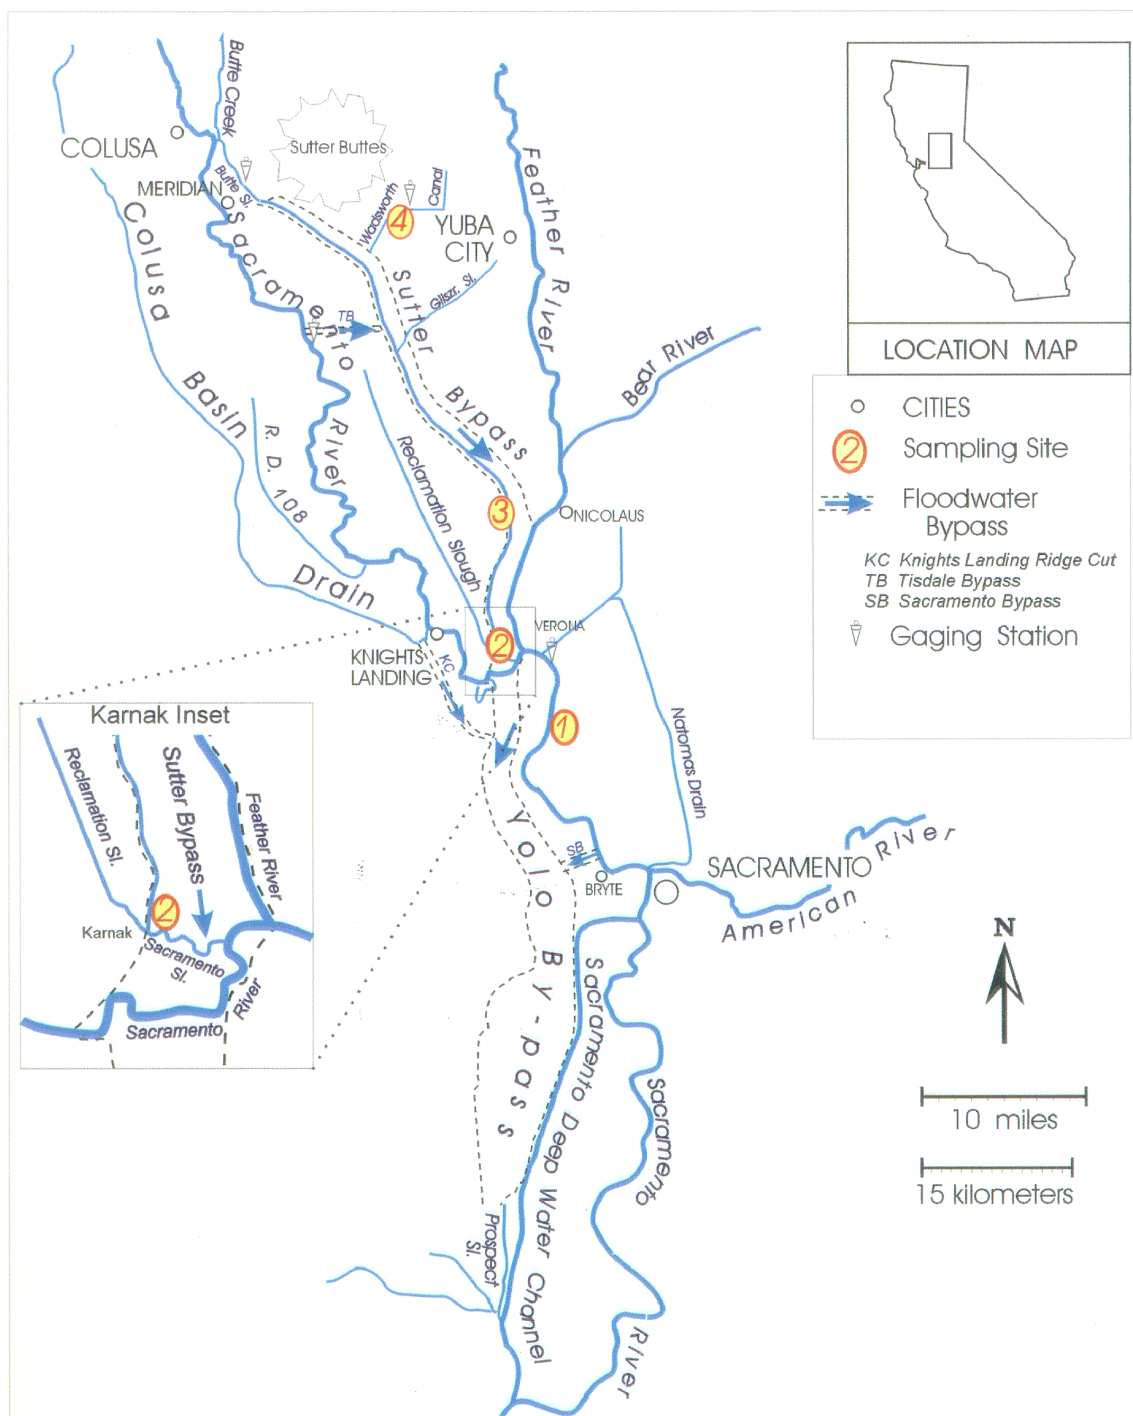 Butte Creek
COLUSA
Sutter Buttes
MERIDIAN
Butte Sl.
Wadsworth
Canal
4
YUBA
CITY
Feather River
Colusa
Basin
Drain
Sacramento
River
TB
Sutter
Gilszr. Sl.
Bypass
Bear River
R. D. 108
Reclamation Slough
3
NICOLAUS
VERONA
2
KNIGHTS
LANDING
KC
1
Natomas Drain
Yolo By-pass
SB
BRYTE
SACRAMENTO
American
River
Sacramento Deep Water Channel
Sacramento
River
Prospect
Sl.
Karnak Inset
Reclamation Sl.
Sutter Bypass
Feather River
2
Karnak
Sacramento
Sl.
Sacramento
River
LOCATION MAP
CITIES
2
Sampling Site
Floodwater
Bypass
KC Knights Landing Ridge Cut
TB Tisdale Bypass
SB Sacramento Bypass
Gaging Station
N
10 miles
15 kilometers